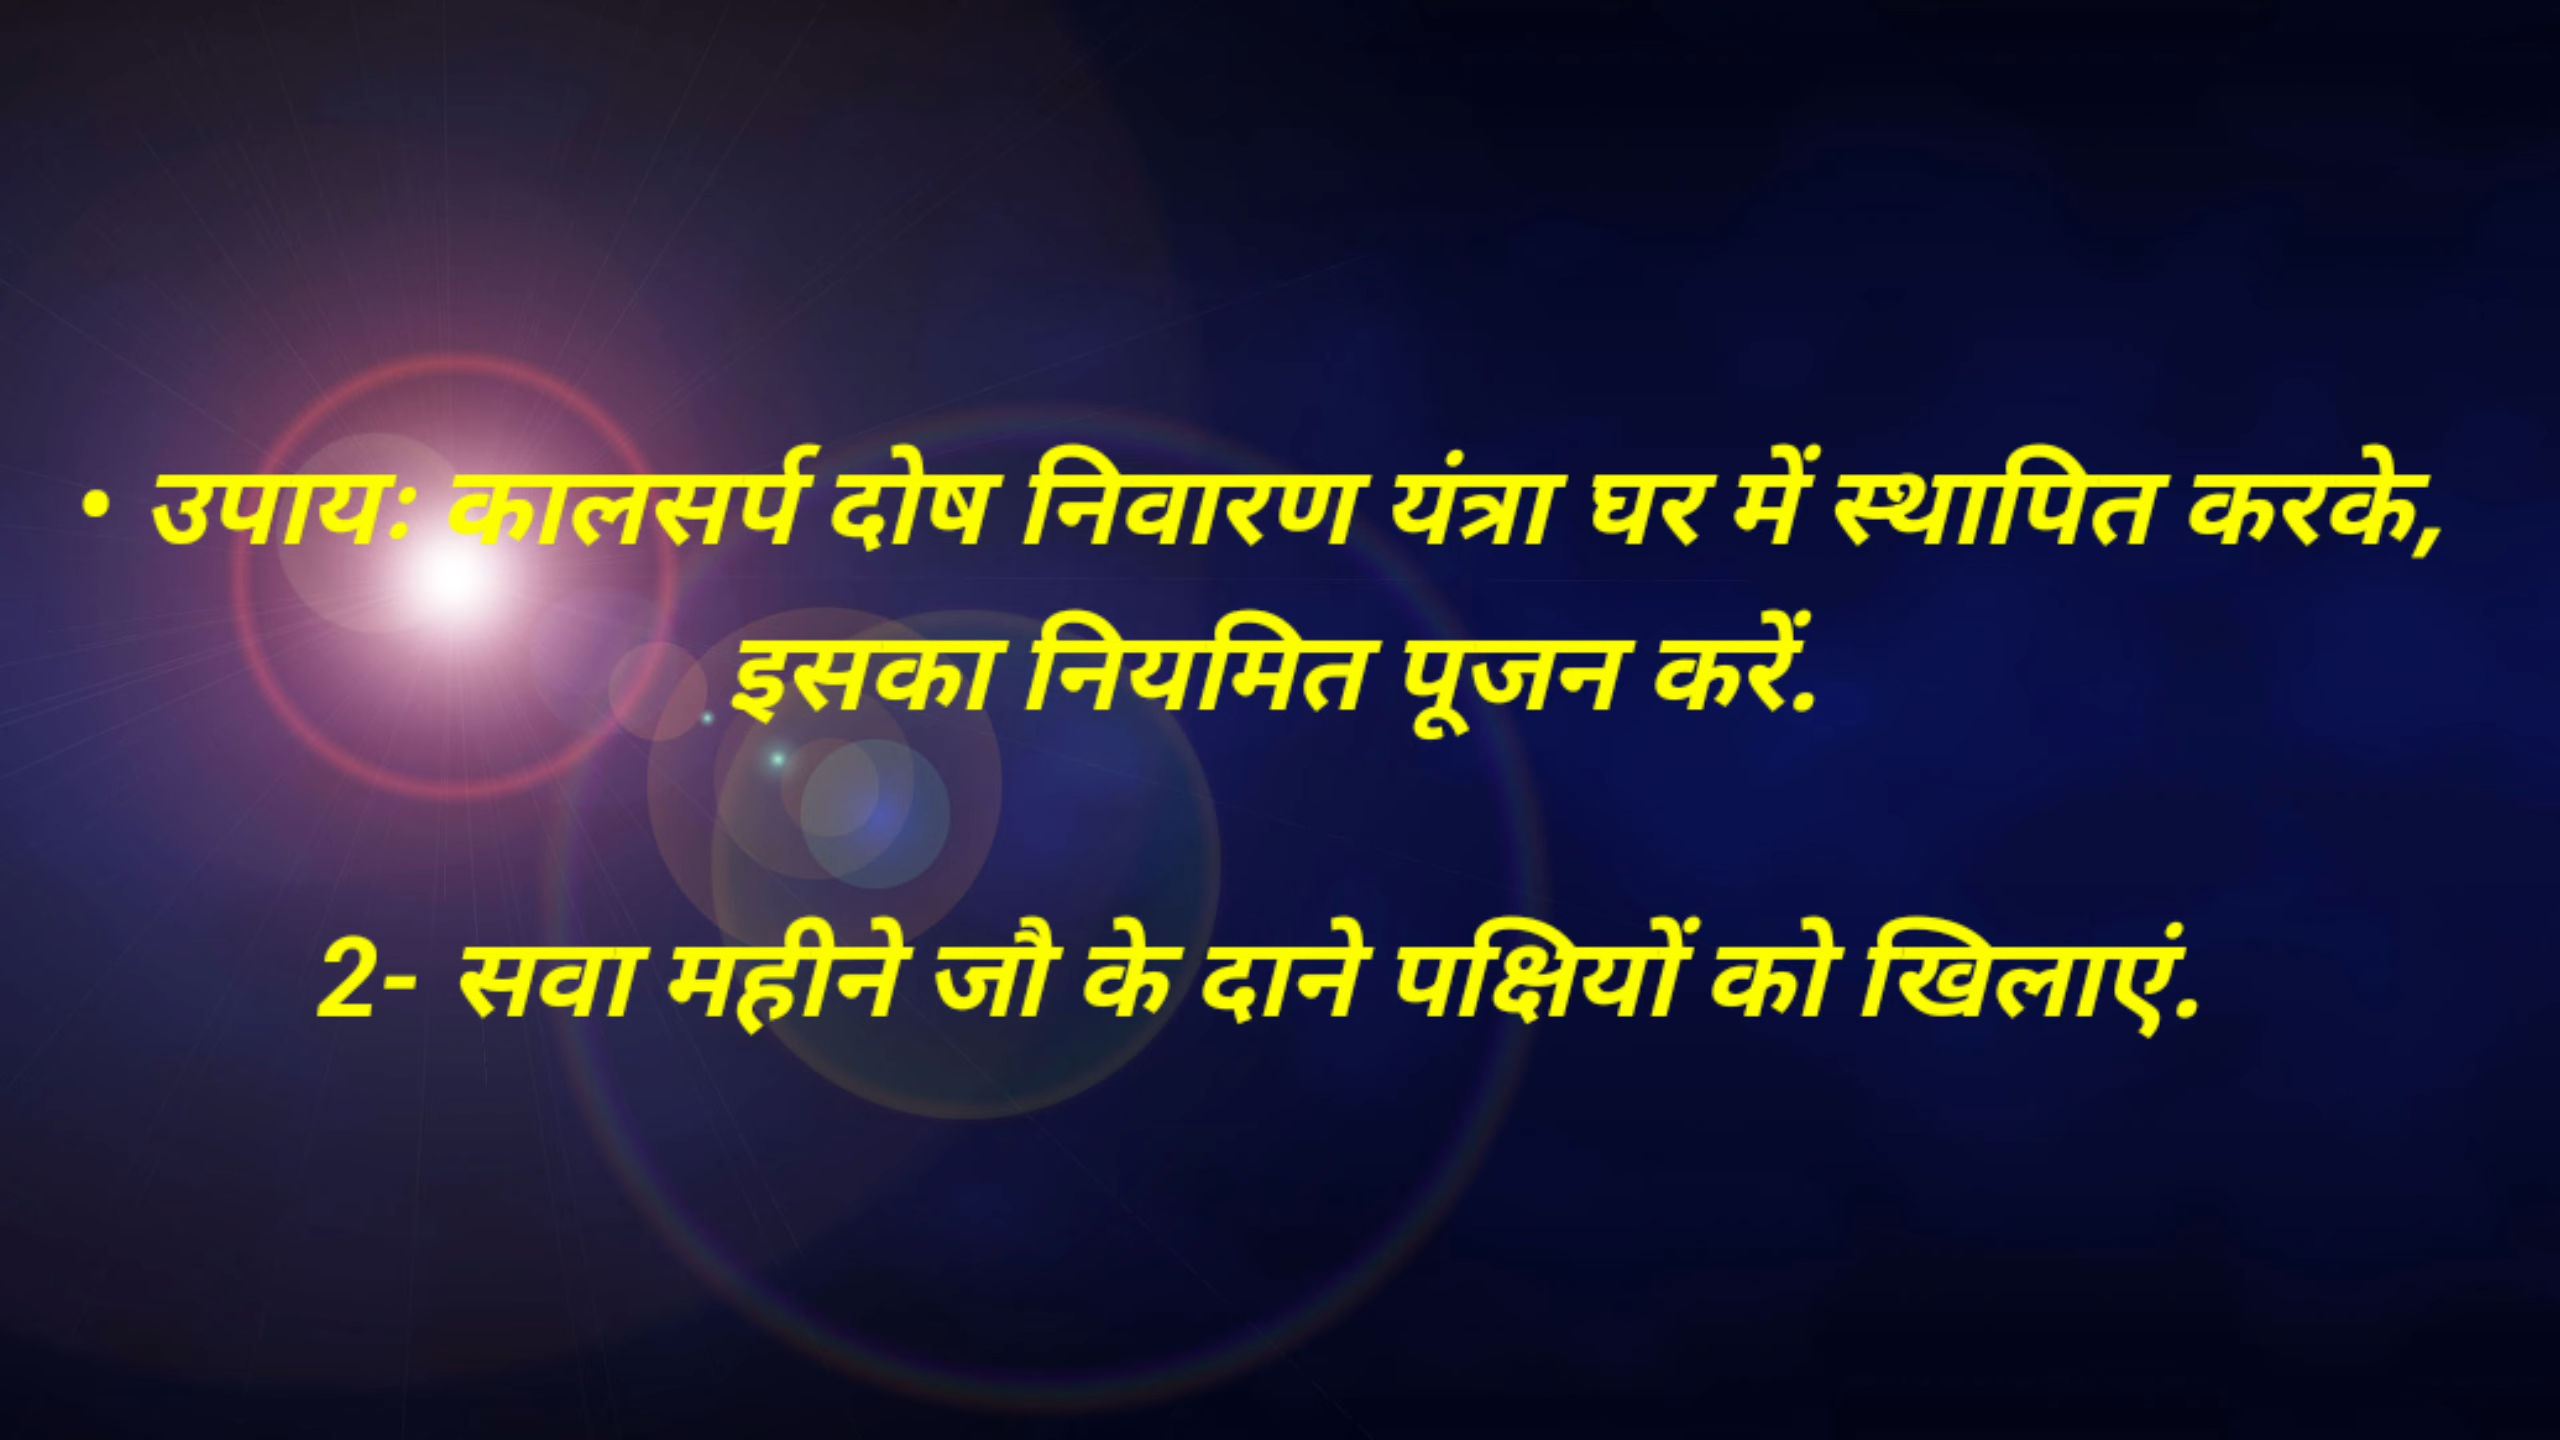 • उपाय: कालसर्प दोष निवारण यंत्रा घर में स्थापित करके,
इसका नियमित पूजन करें.
2- सवा महीने जौ के दाने पक्षियों को खिलाएं.